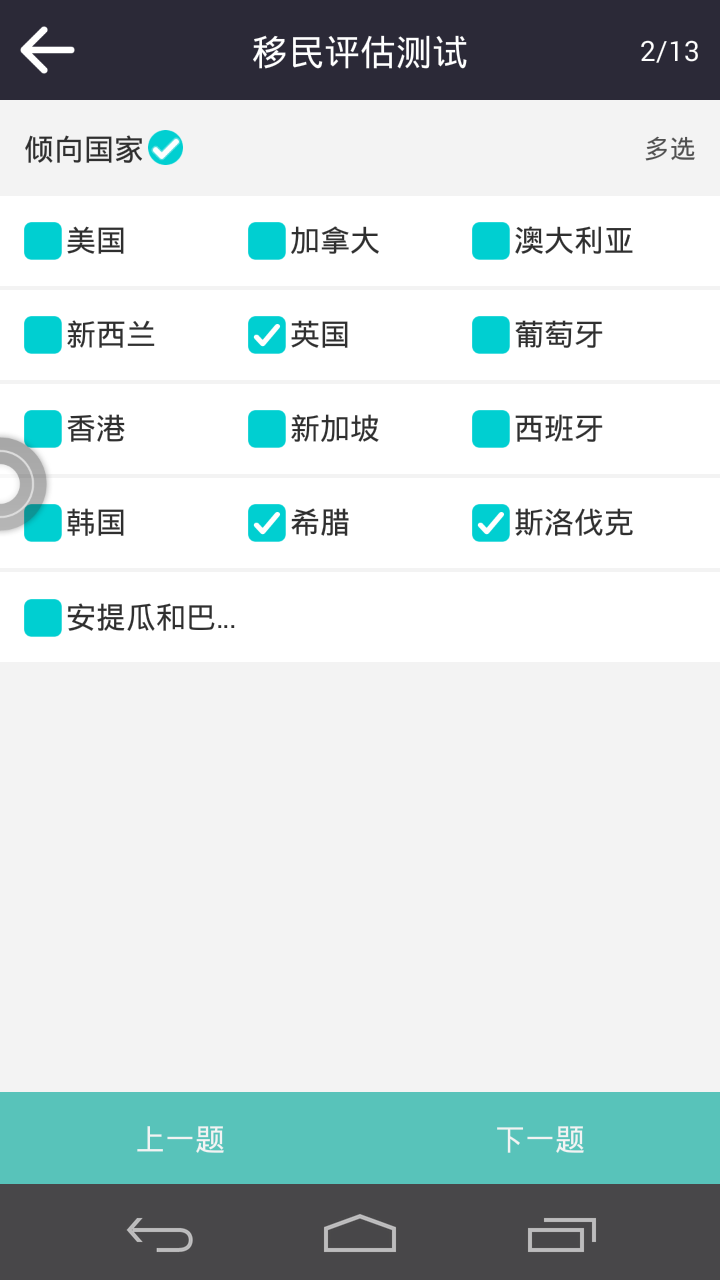 移民评估测试 2/13
倾向国家 多选
美国 加拿大 澳大利亚
新西兰 英国 葡萄牙
香港 新加坡 西班牙
韩国 希腊 斯洛伐克
安提瓜和巴...
上一题 下一题